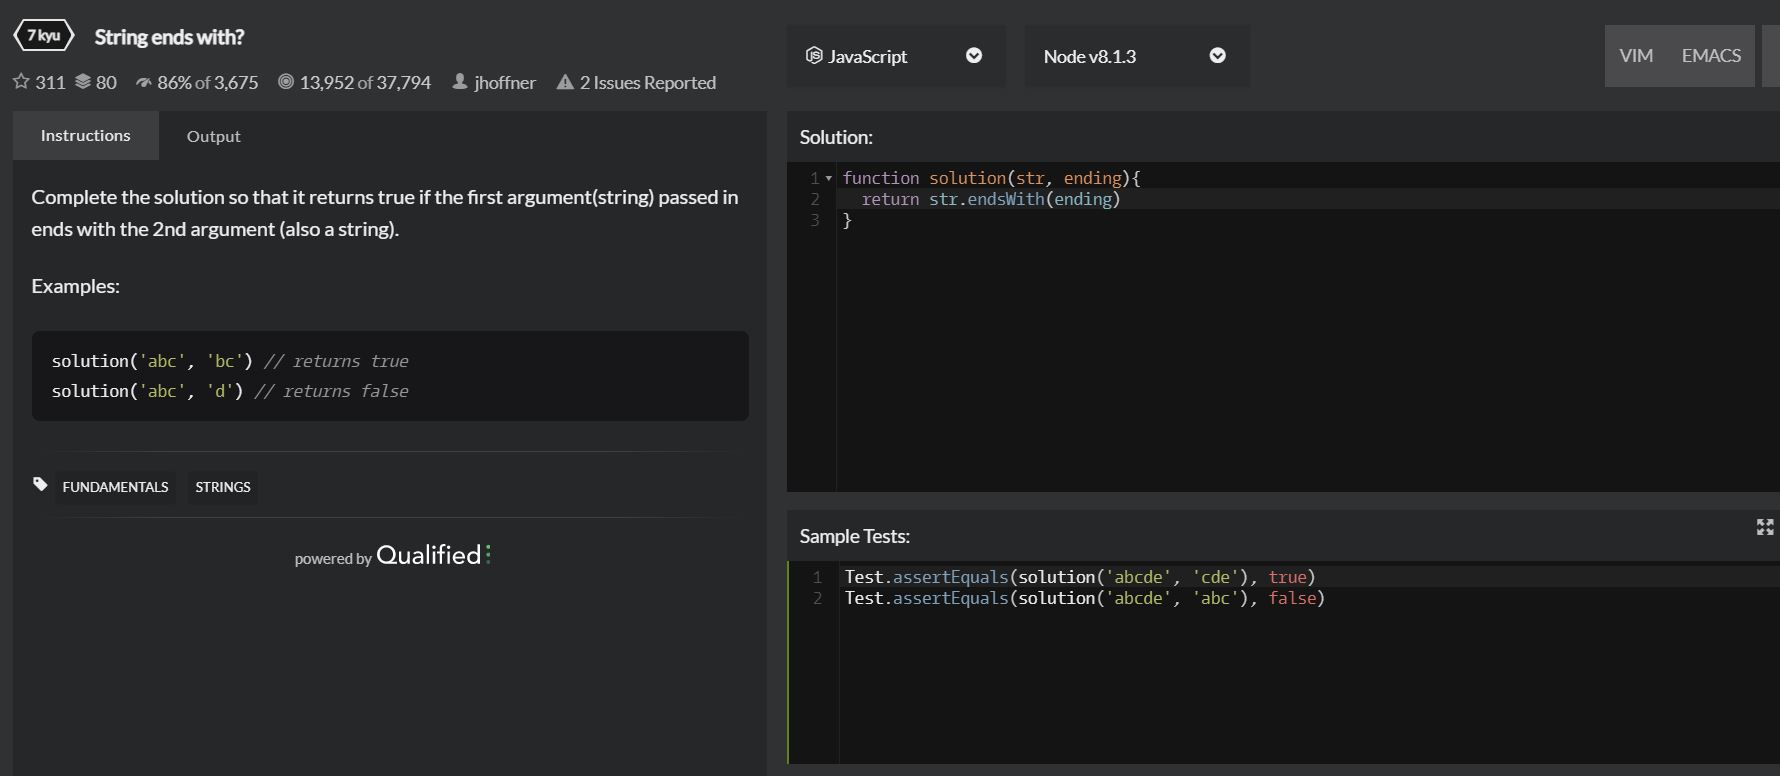 7 kyu String ends with?
311 80 86% of 3,675 13,952 of 37,794 jhoffner 2 Issues Reported
JavaScript Node v8.1.3 VIM EMACS
Instructions Output
Complete the solution so that it returns true if the first argument(string) passed in
ends with the 2nd argument (also a string).
Examples:
solution('abc', 'bc') // returns true
solution('abc', 'd') // returns false
FUNDAMENTALS STRINGS
powered by Qualified
Solution:
1 function solution(str, ending){
2 return str.endsWith(ending)
3 }
Sample Tests:
1 Test.assertEquals(solution('abcde', 'cde'), true)
2 Test.assertEquals(solution('abcde', 'abc'), false)